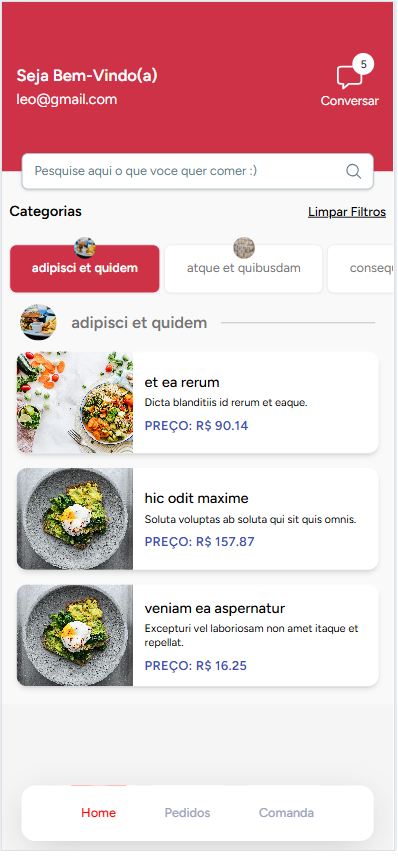 Seja Bem-Vindo(a)
leo@gmail.com
5
Conversar
Pesquise aqui o que voce quer comer :)
Categorias
Limpar Filtros
adipisci et quidem
atque et quibusdam
consequ
adipisci et quidem
et ea rerum
Dicta blanditiis id rerum et eaque.
PREÇO: R$ 90.14
hic odit maxime
Soluta voluptas ab soluta qui sit quis omnis.
PREÇO: R$ 157.87
veniam ea aspernatur
Excepturi vel laboriosam non amet itaque et
repellat.
PREÇO: R$ 16.25
Home
Pedidos
Comanda